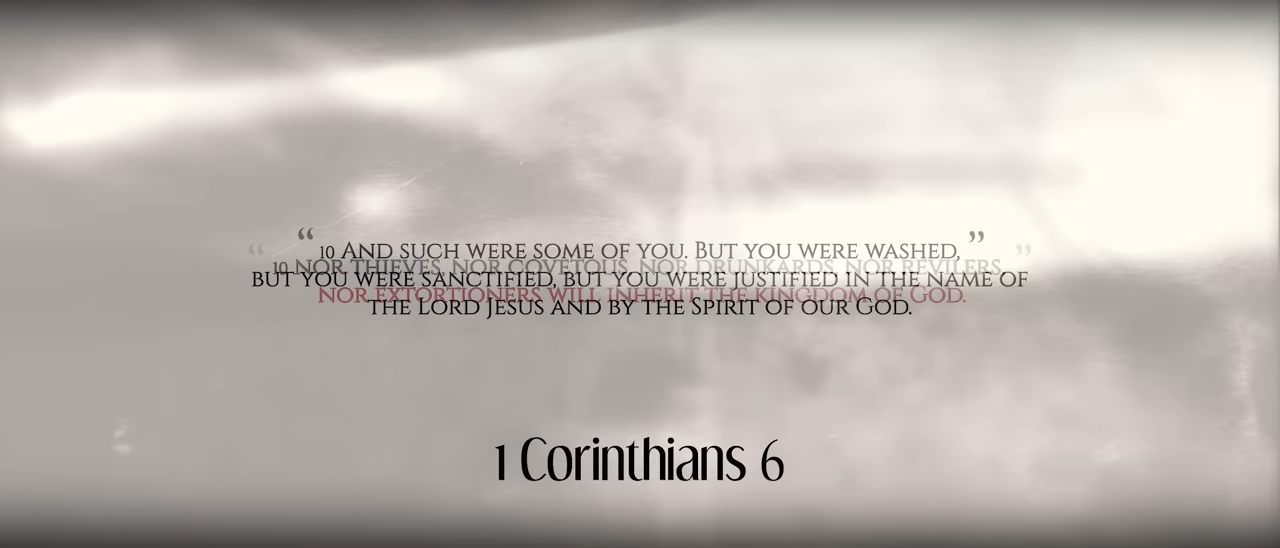 “ 10 And such were some of you. But you were washed, ”
“ 10 nor thieves, nor covetous, nor drunkards, nor revilers, ”
but you were sanctified, but you were justified in the name of
nor extortioners will inherit the kingdom of God.
the Lord Jesus and by the Spirit of our God.
1 Corinthians 6